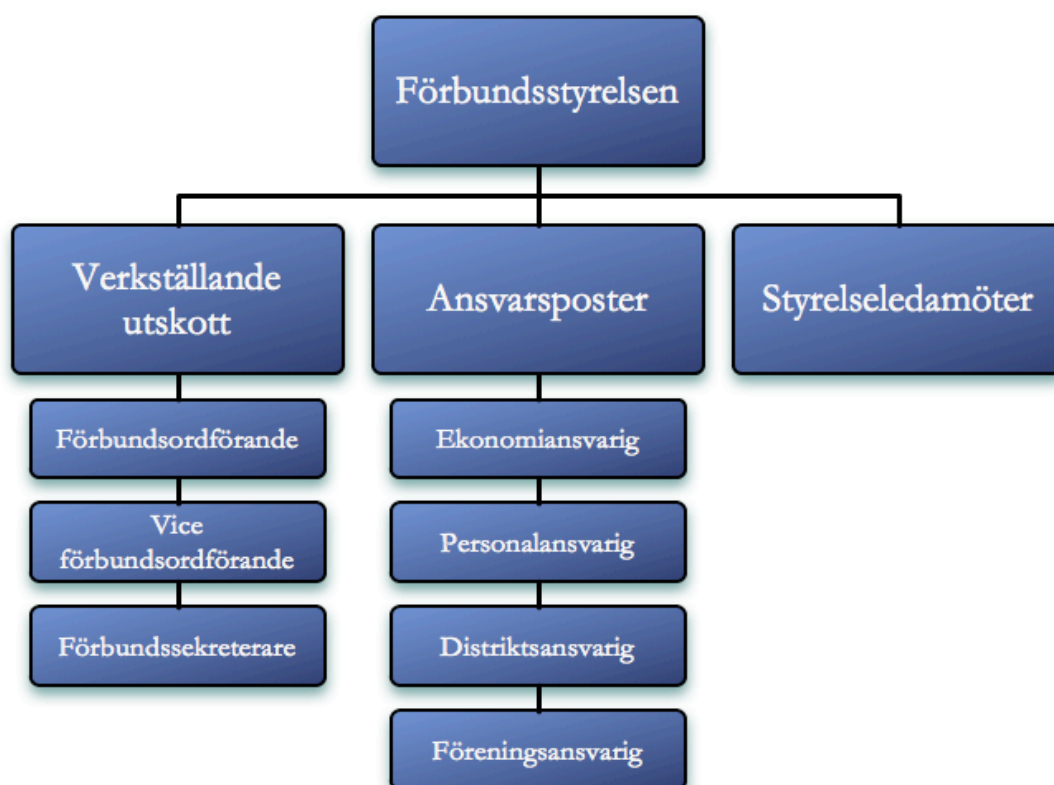 Förbundsstyrelsen
Verkställande
utskott
Ansvarsposter
Styrelseledamöter
Förbundsordförande
Vice
förbundsordförande
Förbundssekreterare
Ekonomiansvarig
Personalansvarig
Distriktsansvarig
Föreningsansvarig